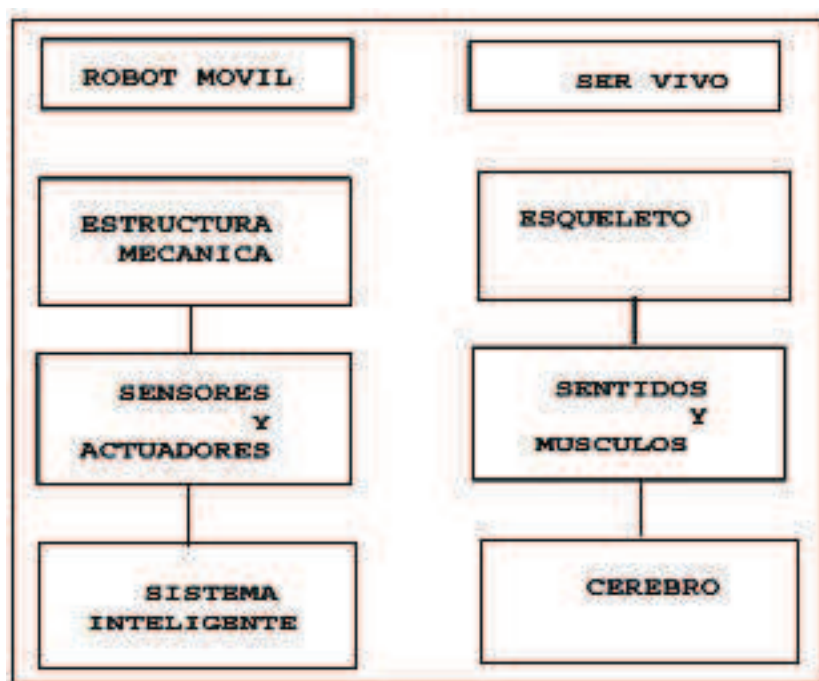 ROBOT MOVIL
SER VIVO
ESTRUCTURA
MECANICA
ESQUELETO
SENSORES
Y
ACTUADORES
SENTIDOS
Y
MUSCULOS
SISTEMA
INTELIGENTE
CEREBRO